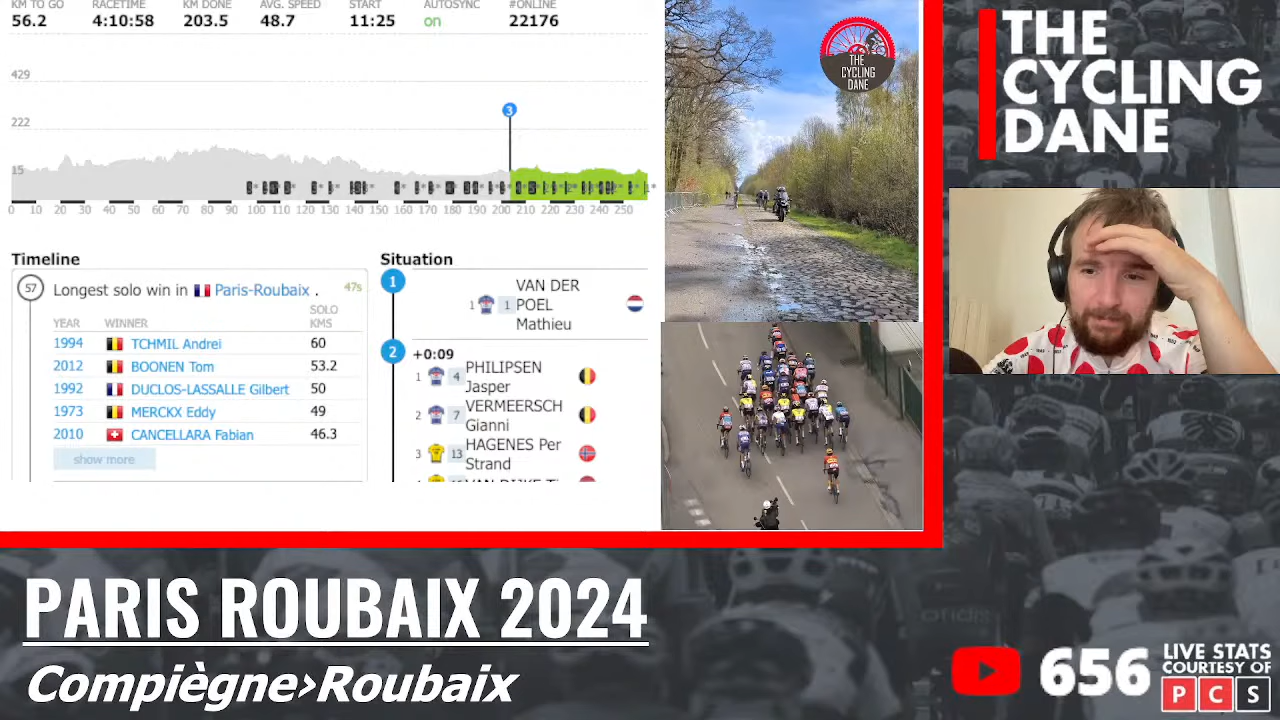 KM TO GO RACETIME KM DONE AVG. SPEED START AUTOSYNC #ONLINE
56.2 4:10:58 203.5 48.7 11:25 on 22176
429
222
15
3
0 10 20 30 40 50 60 70 80 90 100 110 120 130 140 150 160 170 180 190 200 210 220 230 240 250
Timeline
57 Longest solo win in Paris-Roubaix . 47s
YEAR WINNER SOLO KMS
1994 TCHMIL Andrei 60
2012 BOONEN Tom 53.2
1992 DUCLOS-LASSALLE Gilbert 50
1973 MERCKX Eddy 49
2010 CANCELLARA Fabian 46.3
show more
Situation
1
1 1 VAN DER POEL Mathieu
2 +0:09
1 4 PHILIPSEN Jasper
2 7 VERMEERSCH Gianni
3 13 HAGENES Per Strand
THE
CYCLING
DANE
THE
CYCLING
DANE
PARIS ROUBAIX 2024
Compiègne›Roubaix
656
LIVE STATS
COURTESY OF
PCS